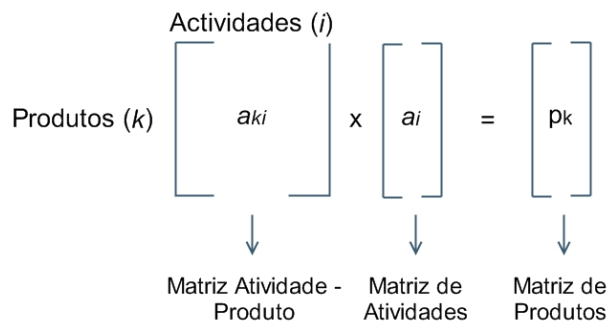 Actividades (i)
Produtos (k)
aki
x
ai
=
pk
Matriz Atividade -
Produto
Matriz de
Atividades
Matriz de
Produtos